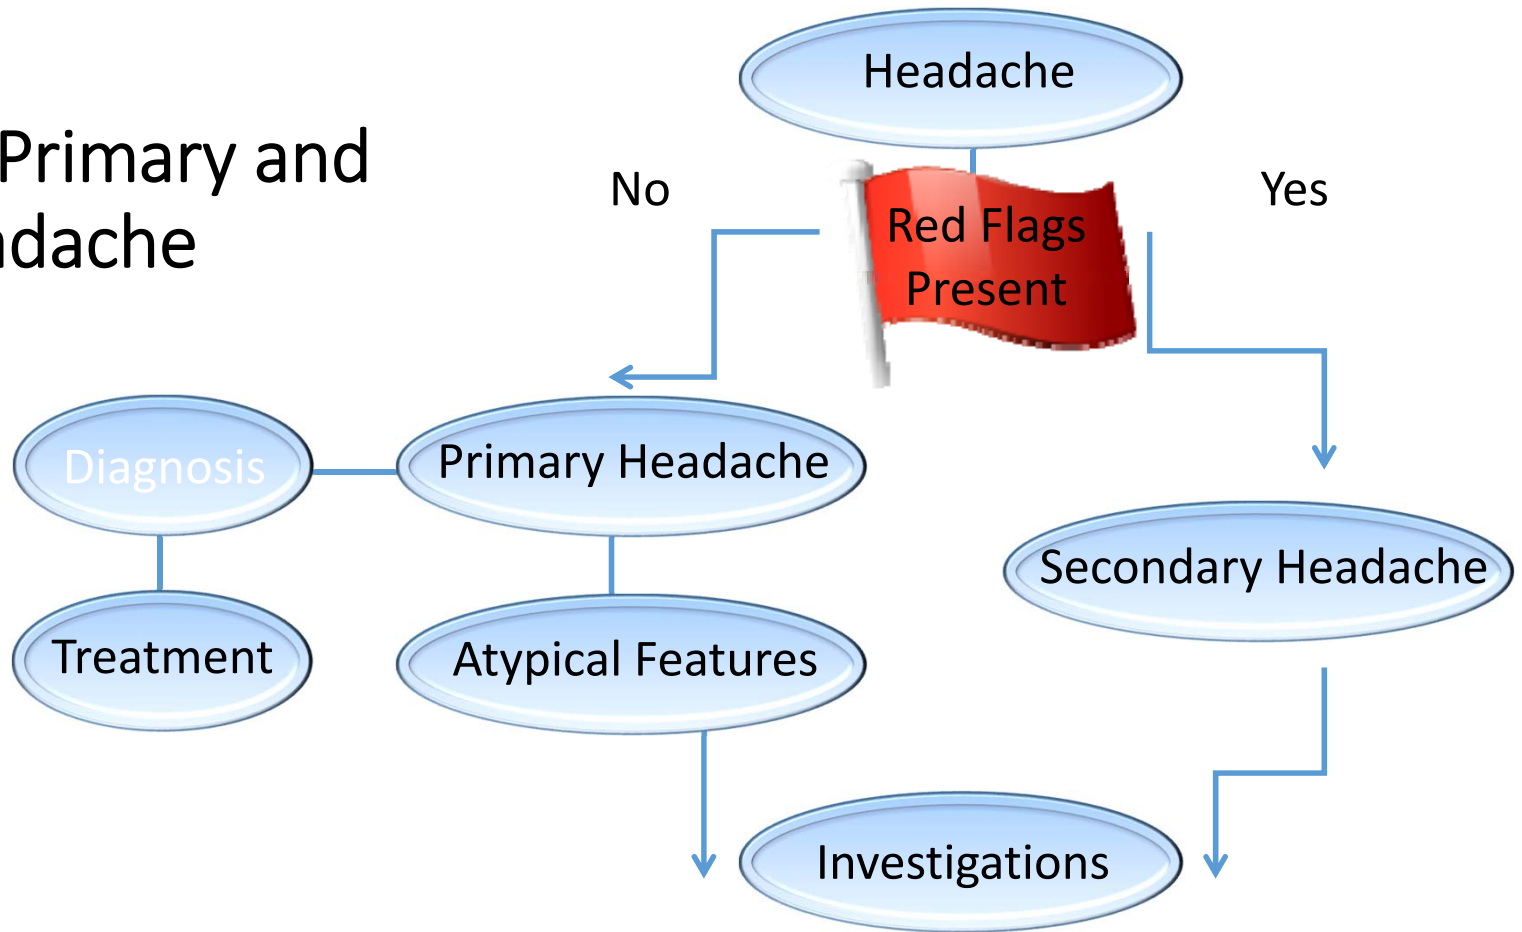 Primary and
dache
Headache
No
Yes
Red Flags
Present
Diagnosis
Primary Headache
Secondary Headache
Treatment
Atypical Features
Investigations